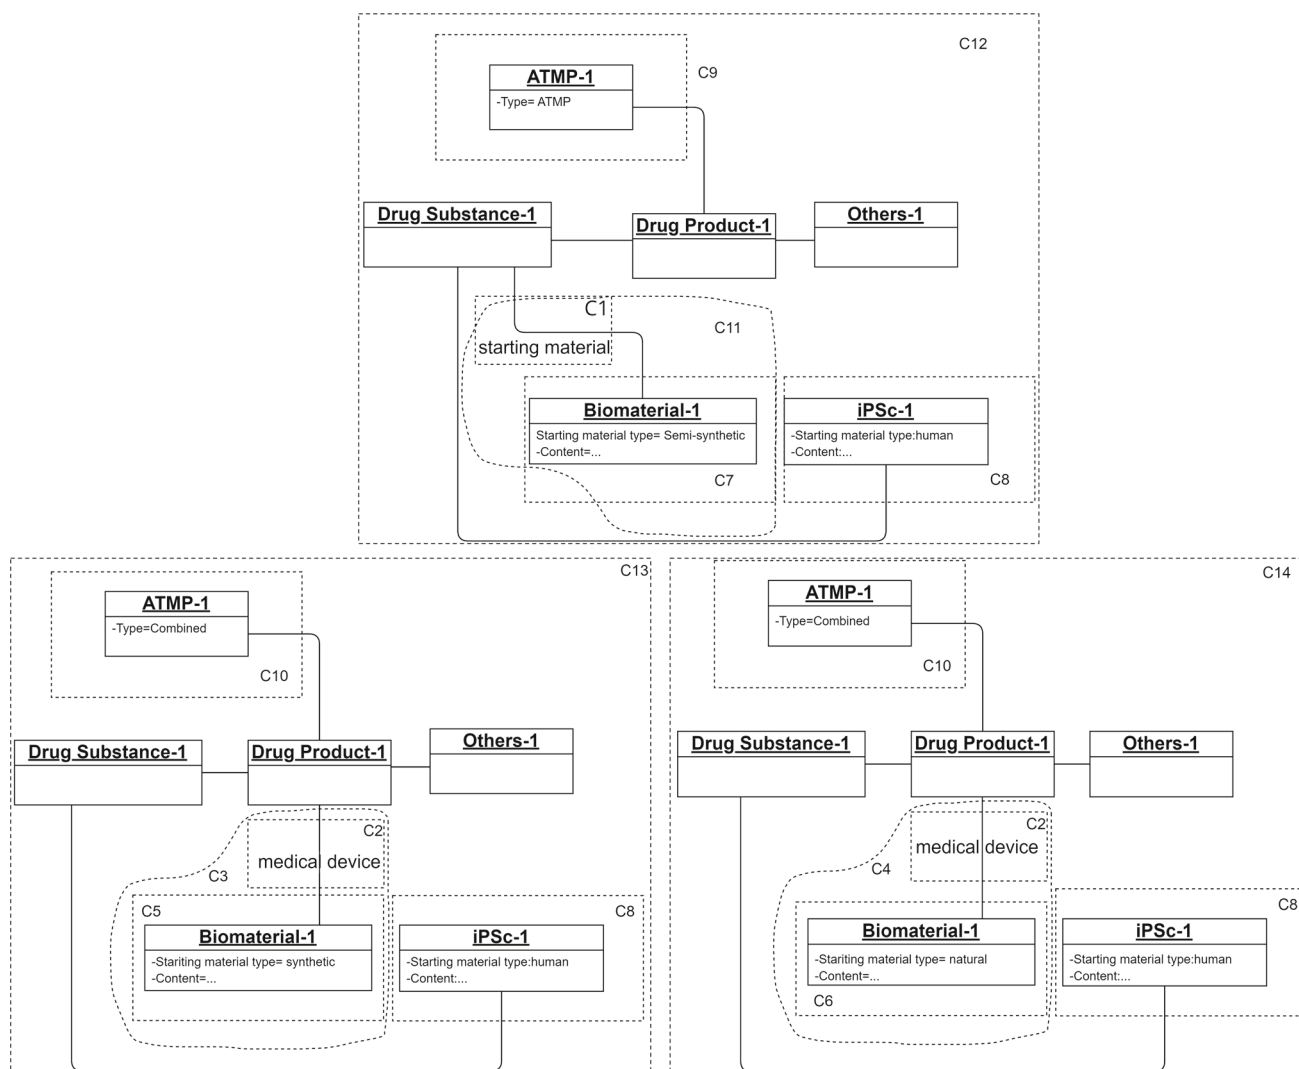 C12
C9
ATMP-1
-Type= ATMP
Drug Substance-1
Drug Product-1
Others-1
C1
C11
starting material
Biomaterial-1
Starting material type= Semi-synthetic
-Content=...
C7
iPSc-1
-Starting material type:human
-Content:...
C8
C13
ATMP-1
-Type=Combined
C10
Drug Substance-1
Drug Product-1
Others-1
C2
medical device
C3
C5
Biomaterial-1
-Stariting material type= synthetic
-Content=...
C8
iPSc-1
-Starting material type:human
-Content:...
C14
ATMP-1
-Type=Combined
C10
Drug Substance-1
Drug Product-1
Others-1
C2
medical device
C4
Biomaterial-1
-Stariting material type= natural
-Content=...
C6
C8
iPSc-1
-Starting material type:human
-Content:...